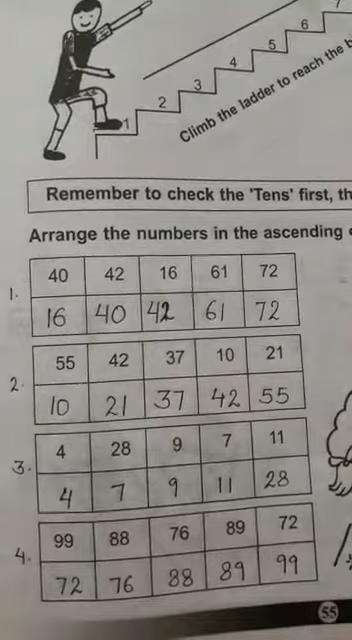 1
2
3
4
5
6
7
Climb the ladder to reach the
Remember to check the 'Tens' first,
Arrange the numbers in the ascending
1. 40 42 16 61 72
16 40 42 61 72
2. 55 42 37 10 21
10 21 37 42 55
3. 4 28 9 7 11
4 7 9 11 28
4. 99 88 76 89 72
72 76 88 89 99
55